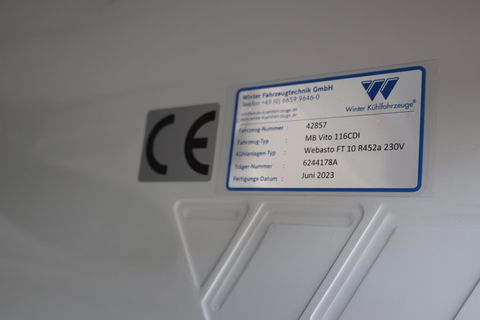 Winter Fahrzeugtechnik GmbH
Telefon +49 (0) 6659 9646-0
Winter Kühlfahrzeuge®
Fahrzeug-Nummer : 42857
Fahrzeug-Typ : MB Vito 116CDI
Kühlanlagen-Typ : Webasto FT 10 R452a 230V
Träger-Nummer : 6244178A
Fertigungs Datum : Juni 2023
CE